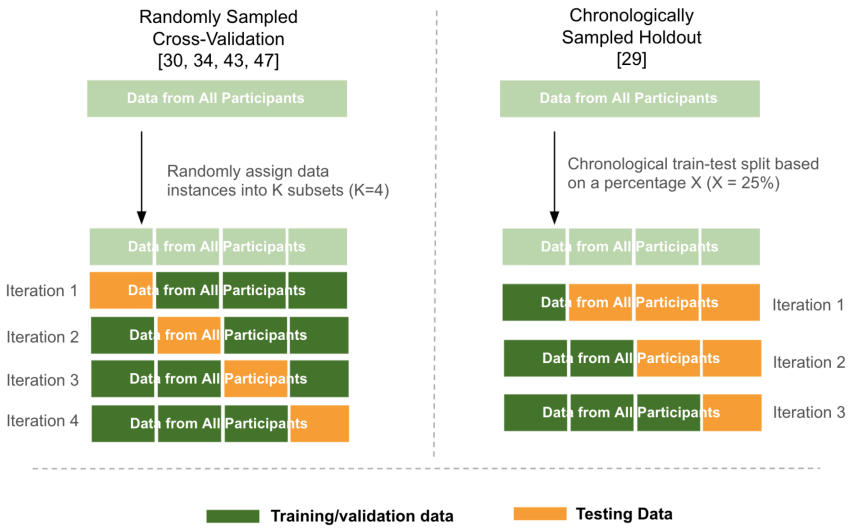 Randomly Sampled
Cross-Validation
[30, 34, 43, 47]
Data from All Participants
Randomly assign data
instances into K subsets (K=4)
Data from All Participants
Iteration 1
Data from All Participants
Iteration 2
Data from All Participants
Iteration 3
Data from All Participants
Iteration 4
Data from All Participants
Chronologically
Sampled Holdout
[29]
Data from All Participants
Chronological train-test split based
on a percentage X (X = 25%)
Data from All Participants
Data from All Participants
Iteration 1
Data from All Participants
Iteration 2
Data from All Participants
Iteration 3
Training/validation data
Testing Data